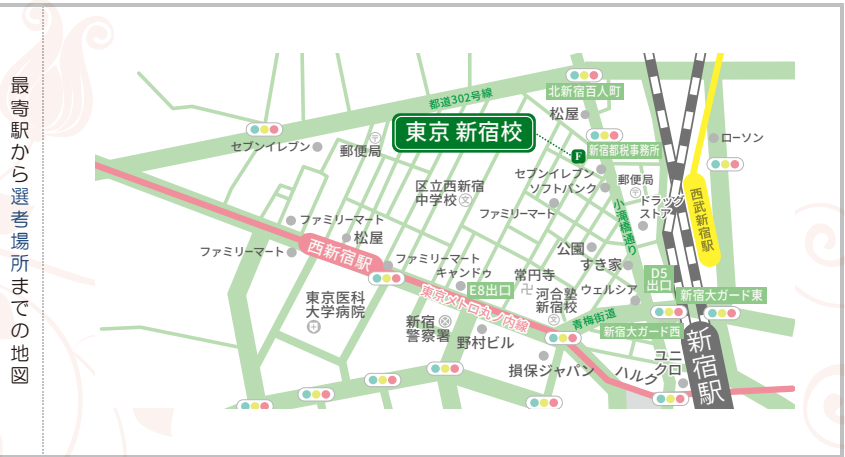 最寄駅から選考場所までの地図
北新宿百人町
都道302号線
松屋
東京 新宿校
新宿都税事務所
ローソン
セブンイレブン
郵便局
F
セブンイレブン
ソフトバンク
郵便局
区立西新宿
中学校
ドラッグ
ストア
西武新宿駅
ファミリーマート
ファミリーマート
小滝橋通り
松屋
西新宿駅
公園
ファミリーマート
ファミリーマート
すき家
キャンドゥ
常円寺
D5
出口
E8出口
河合塾
新宿校
ウェルシア
新宿大ガード東
東京医科
大学病院
東京メトロ丸ノ内線
青梅街道
新宿
警察署
野村ビル
新宿大ガード西
新宿駅
ユニ
クロ
損保ジャパン
ハルク